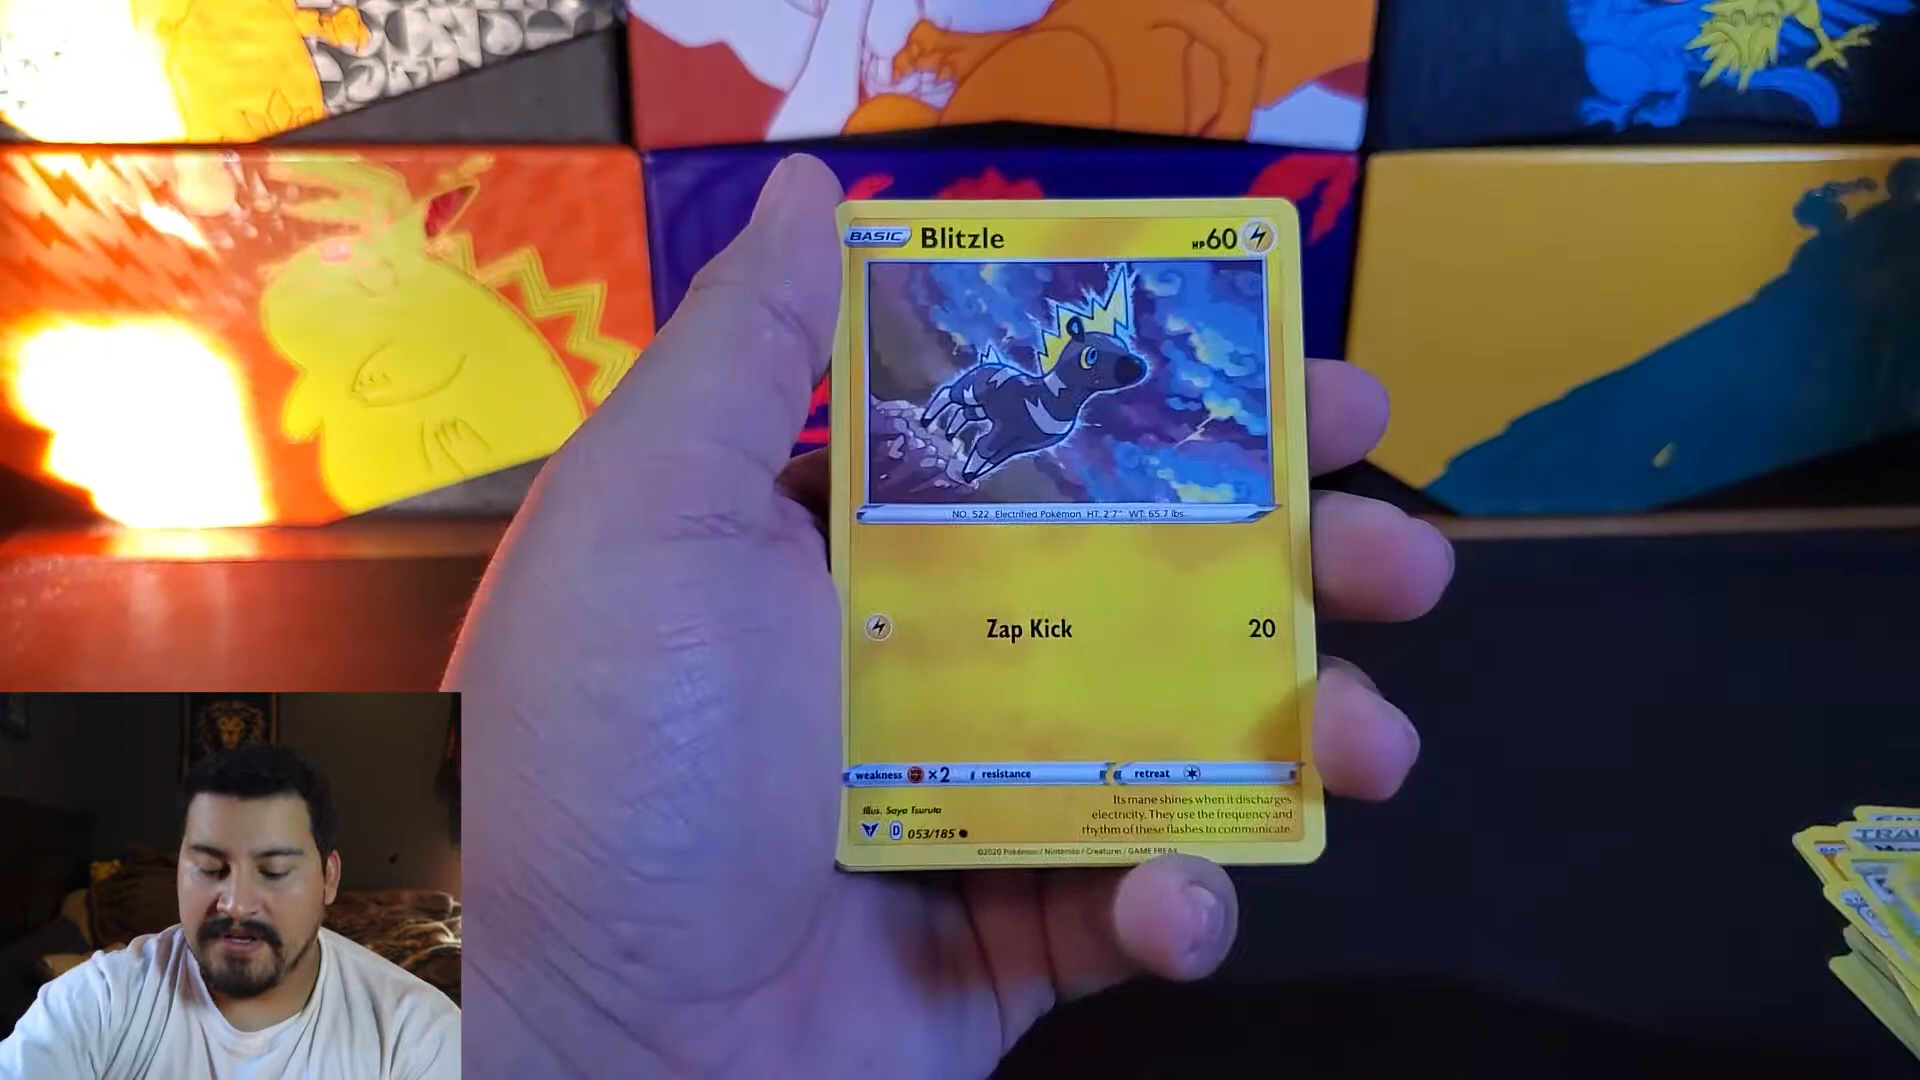 BASIC Blitzle HP 60
NO. 522 Electrified Pokémon HT: 2'7" WT: 65.7 lbs.
Zap Kick 20
weakness ×2 resistance retreat
Illus. Saya Tsuruta
Its mane shines when it discharges
electricity. They use the frequency and
rhythm of these flashes to communicate.
D 053/185
©2020 Pokémon / Nintendo / Creatures / GAME FREAK